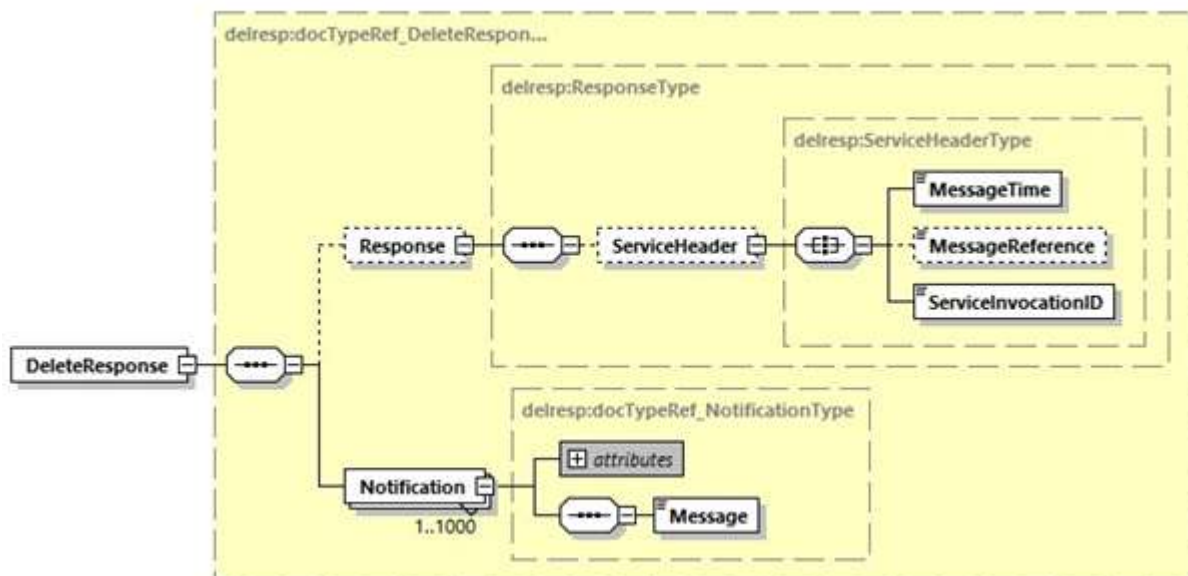 delresp:docTypeRef_DeleteRespon...
delresp:ResponseType
delresp:ServiceHeaderType
MessageTime
Response
ServiceHeader
MessageReference
ServiceInvocationID
DeleteResponse
delresp:docTypeRef_NotificationType
attributes
Notification
1..1000
Message